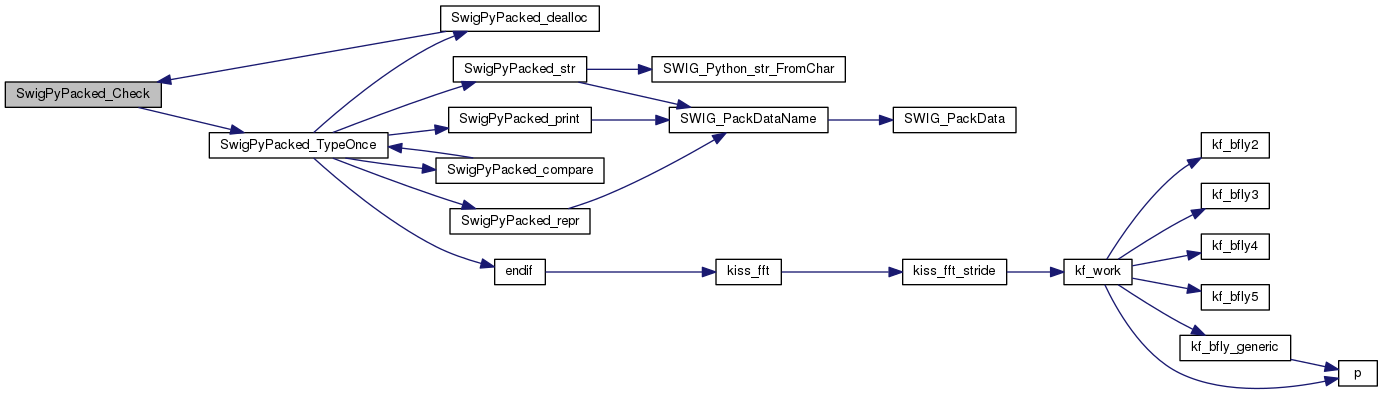 SwigPyPacked_Check
SwigPyPacked_TypeOnce
SwigPyPacked_dealloc
SwigPyPacked_str
SwigPyPacked_print
SwigPyPacked_compare
SwigPyPacked_repr
endif
SWIG_Python_str_FromChar
SWIG_PackDataName
SWIG_PackData
kiss_fft
kiss_fft_stride
kf_work
kf_bfly2
kf_bfly3
kf_bfly4
kf_bfly5
kf_bfly_generic
p